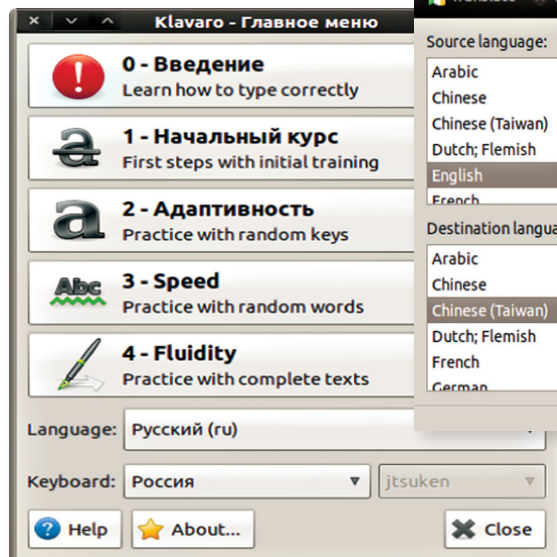 Klavaro - Главное меню
0 - Введение
Learn how to type correctly
1 - Начальный курс
First steps with initial training
2 - Адаптивность
Practice with random keys
3 - Speed
Practice with random words
4 - Fluidity
Practice with complete texts
Language: Русский (ru)
Keyboard: Россия jtsuken
Help About... Close
Source language:
Arabic
Chinese
Chinese (Taiwan)
Dutch; Flemish
English
French
Arabic
Destination
Chinese
Chinese (Taiwan)
Dutch; Flemish
French
German